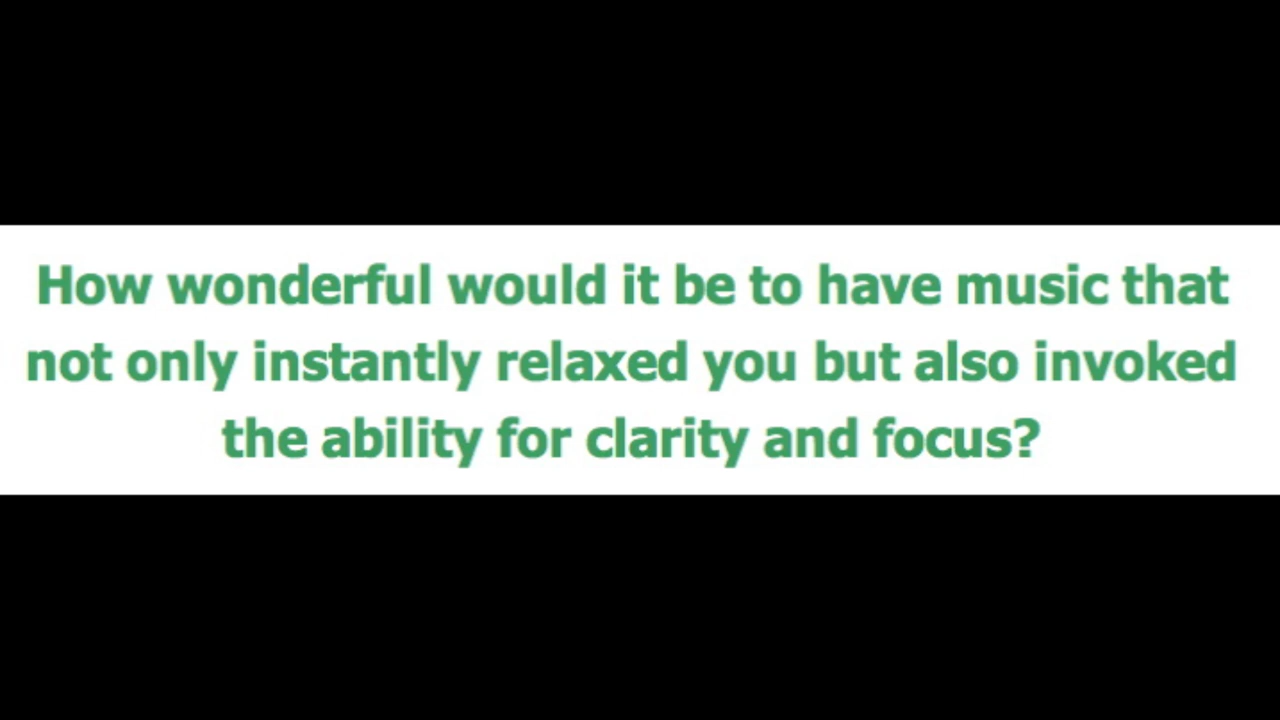 How wonderful would it be to have music that
not only instantly relaxed you but also invoked
the ability for clarity and focus?